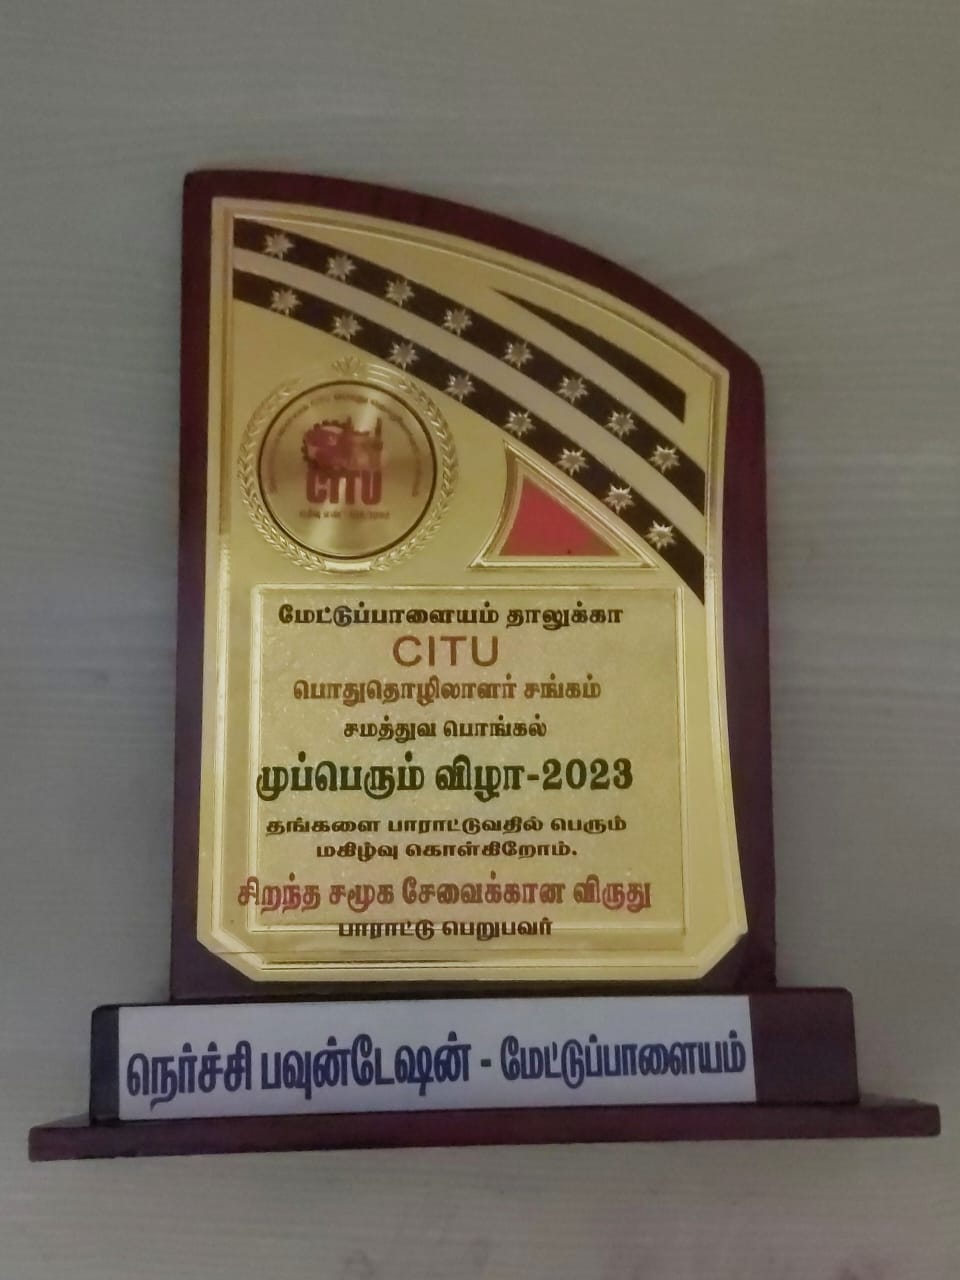 CITU
மேட்டுப்பாளையம் தாலுக்கா
CITU
பொதுதொழிலாளர் சங்கம்
சமத்துவ பொங்கல்
முப்பெரும் விழா-2023
தங்களை பாராட்டுவதில் பெரும்
மகிழ்வு கொள்கிறோம்.
சிறந்த சமூக சேவைக்கான விருது
பாராட்டு பெறுபவர்
நெர்ச்சி பவுன்டேஷன் - மேட்டுப்பாளையம்